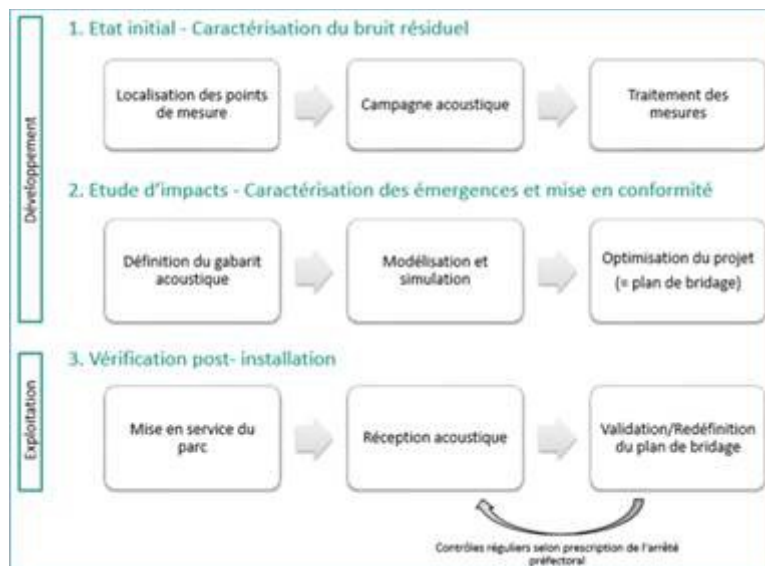 1. Etat initial - Caractérisation du bruit résiduel
Développement
Localisation des points
de mesure
Campagne acoustique
Traitement des
mesures
2. Etude d'impacts - Caractérisation des émergences et mise en conformité
Définition du gabarit
acoustique
Modélisation et
simulation
Optimisation du projet
(= plan de bridage)
3. Vérification post- installation
Exploitation
Mise en service du
parc
Réception acoustique
Validation/Redéfinition
du plan de bridage
Contrôles réguliers selon prescription de l'arrêté
préfectoral